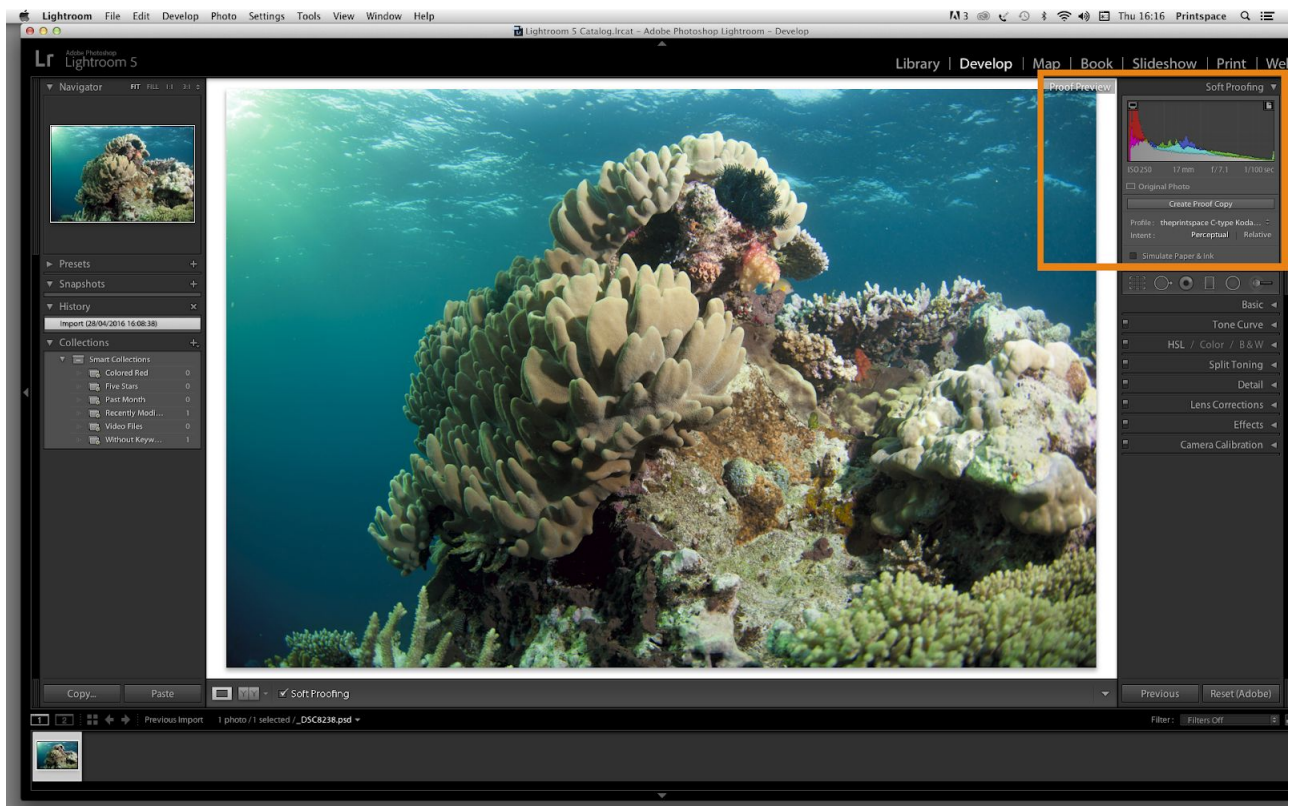 Lightroom File Edit Develop Photo Settings Tools View Window Help
3 Thu 16:16 Printspace
Lightroom 5 Catalog.lrcat – Adobe Photoshop Lightroom – Develop
Lr Adobe Photoshop
Lightroom 5
Library | Develop | Map | Book | Slideshow | Print | We
Navigator FIT FILL 1:1 3:1
Proof Preview
Soft Proofing
ISO 250 17 mm f/7.1 1/100 sec
Original Photo
Create Proof Copy
Profile: theprintspace C-type Koda...
Intent: Perceptual Relative
Simulate Paper & Ink
Presets
Snapshots
History
Import (28/04/2016 16:08:38)
Collections
Smart Collections
Colored Red 0
Five Stars 0
Past Month 0
Recently Modi... 1
Video Files 0
Without Keyw... 1
Basic
Tone Curve
HSL / Color / B & W
Split Toning
Detail
Lens Corrections
Effects
Camera Calibration
Copy... Paste
Y Y Soft Proofing
Previous Reset (Adobe)
1 2 Previous Import 1 photo / 1 selected / _DSC8238.psd
Filter: Filters Off